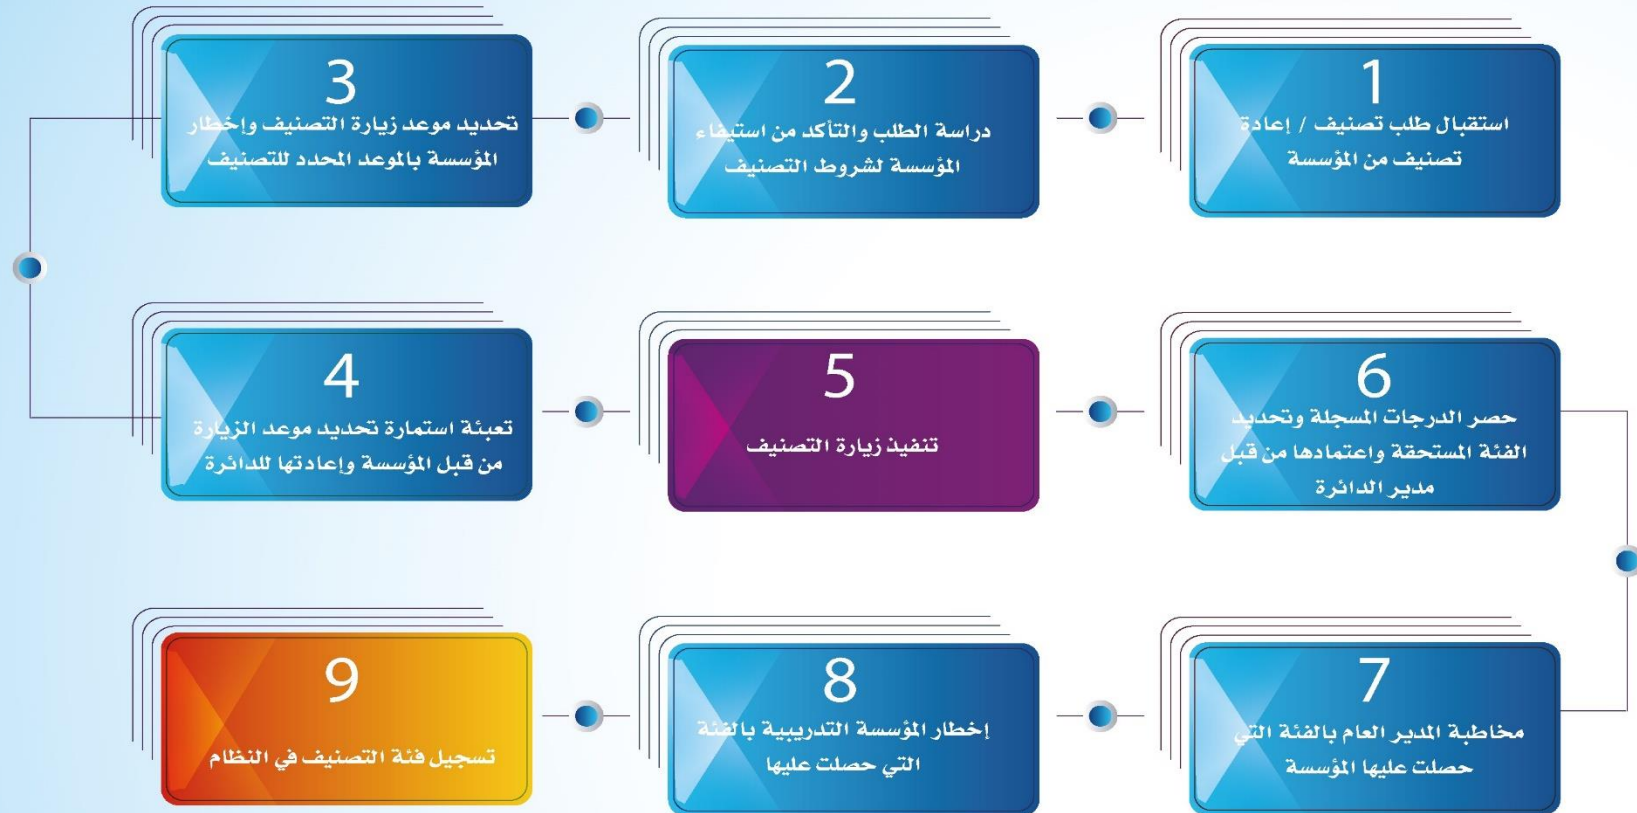 1
استقبال طلب تصنيف / إعادة
تصنيف من المؤسسة
2
دراسة الطلب والتأكد من استيفاء
المؤسسة لشروط التصنيف
3
تحديد موعد زيارة التصنيف وإخطار
المؤسسة بالموعد المحدد للتصنيف
4
تعبئة استمارة تحديد موعد الزيارة
من قبل المؤسسة وإعادتها للدائرة
5
تنفيذ زيارة التصنيف
6
حصر الدرجات المسجلة وتحديد
الفئة المستحقة واعتمادها من قبل
مدير الدائرة
7
مخاطبة المدير العام بالفئة التي
حصلت عليها المؤسسة
8
إخطار المؤسسة التدريبية بالفئة
التي حصلت عليها
9
تسجيل فئة التصنيف في النظام